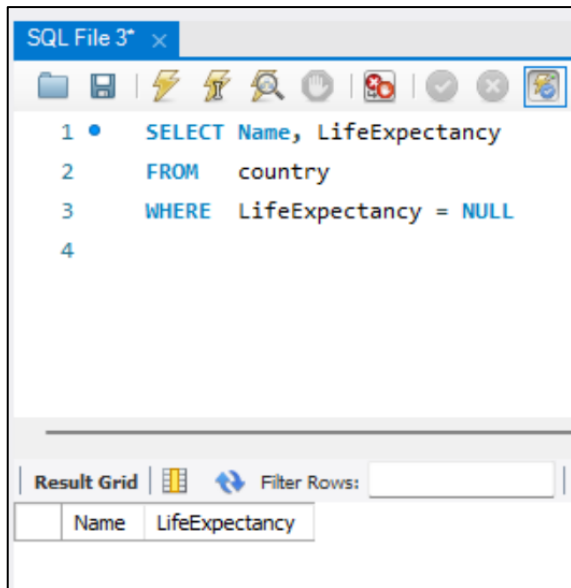 SQL File 3* ×
1 SELECT Name, LifeExpectancy
2 FROM country
3 WHERE LifeExpectancy = NULL
4
Result Grid Filter Rows:
Name LifeExpectancy